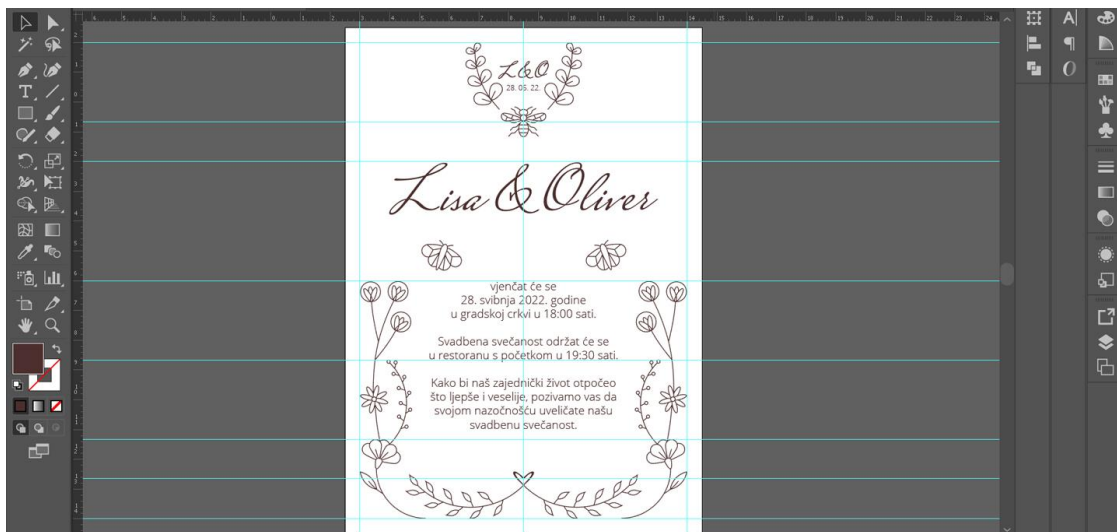 L&O
28. 05. 22.
Lisa & Oliver
vjenčat će se
28. svibnja 2022. godine
u gradskoj crkvi u 18:00 sati.
Svadbena svečanost održat će se
u restoranu s početkom u 19:30 sati.
Kako bi naš zajednički život otpočeo
što ljepše i veselije, pozivamo vas da
svojom nazočnošću uveličate našu
svadbenu svečanost.